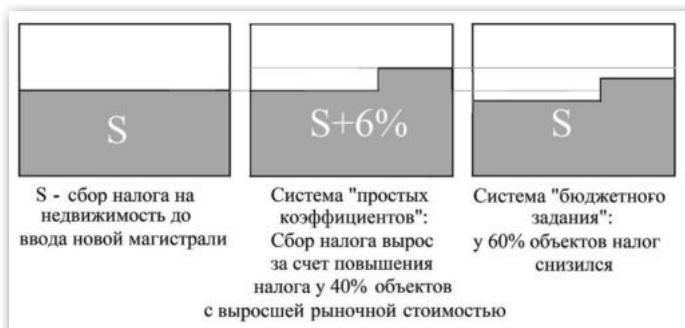 S
S+6%
S
S - сбор налога на
недвижимость до
ввода новой магистрали
Система "простых
коэффициентов":
Сбор налога вырос
за счет повышения
налога у 40% объектов
с выросшей рыночной стоимостью
Система "бюджетного
задания":
у 60% объектов налог
снизился